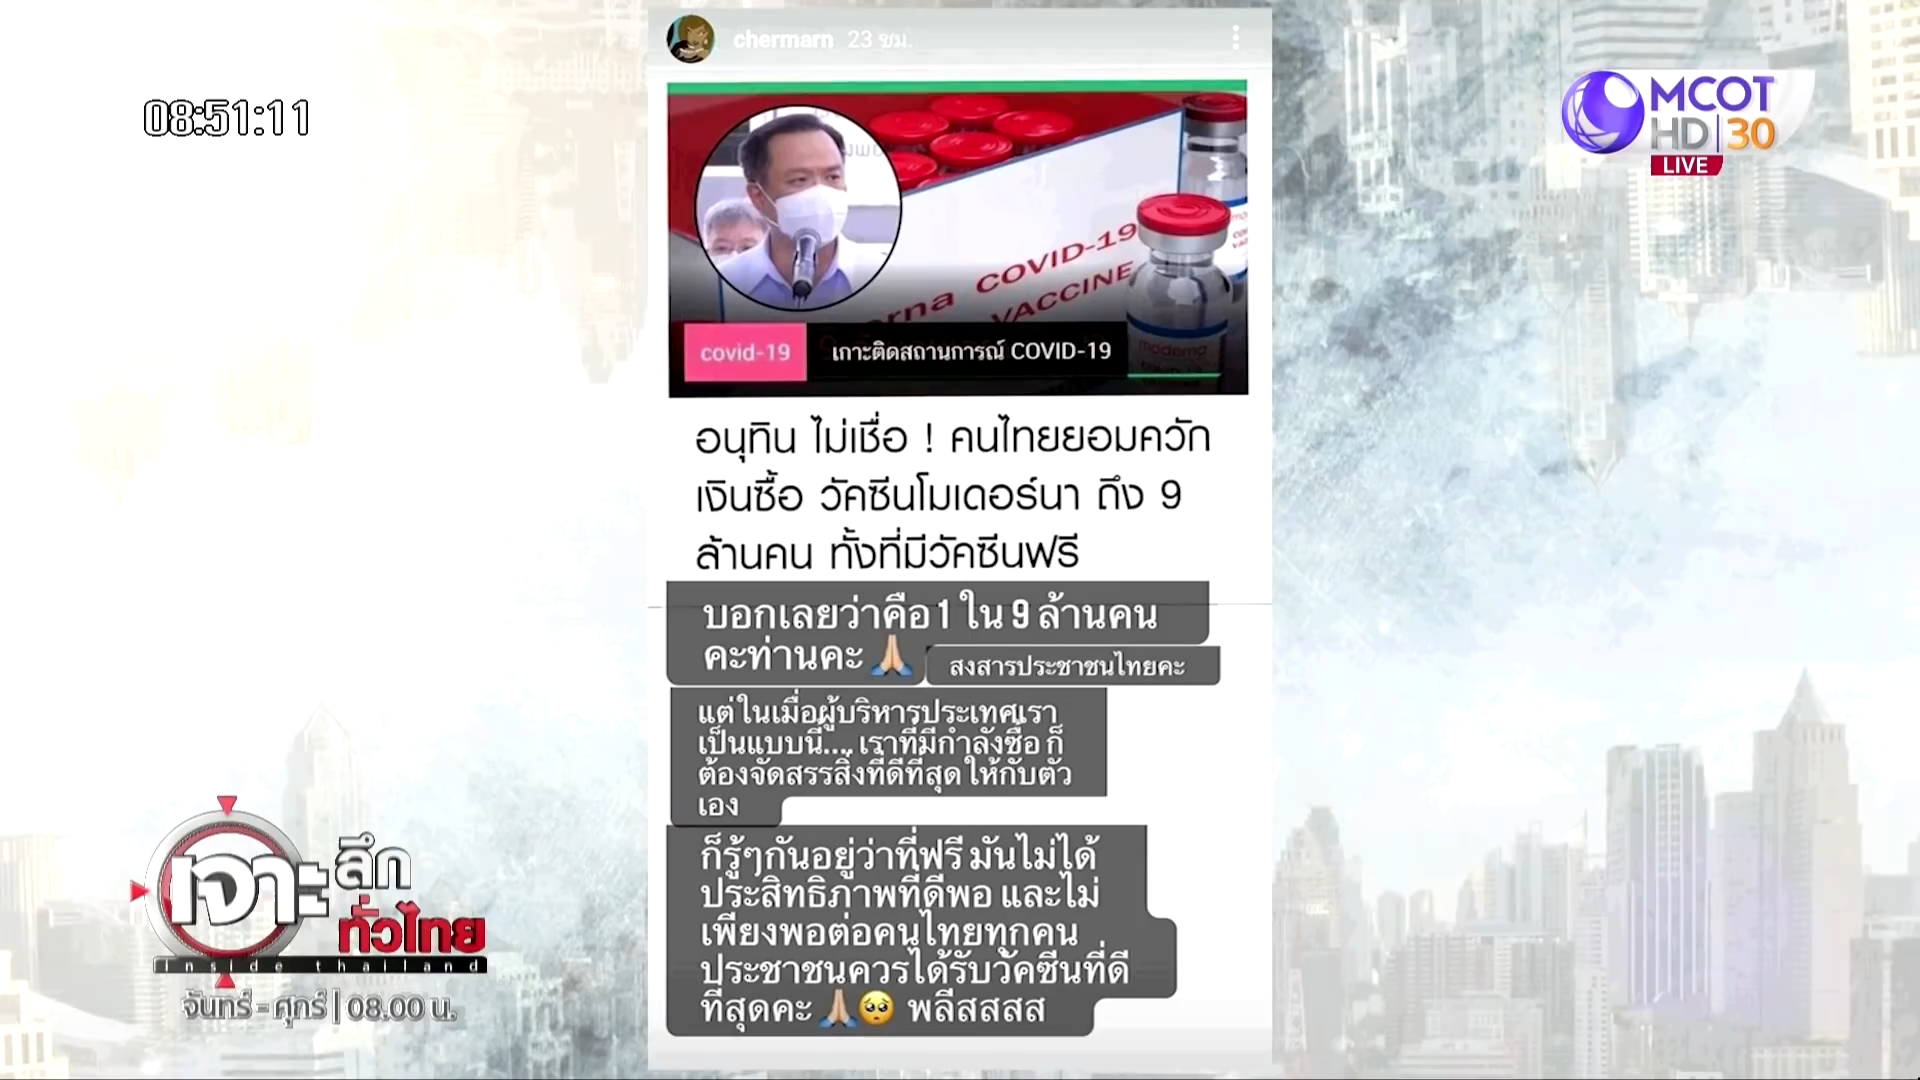 chermarn 23 ชม.
08:51:11
MCOT
HD 30
LIVE
COVID-19
VACCINE
moderna
covid-19
เกาะติดสถานการณ์ COVID-19
อนุทิน ไม่เชื่อ ! คนไทยยอมควัก
เงินซื้อ วัคซีนโมเดอร์นา ถึง 9
ล้านคน ทั้งที่มีวัคซีนฟรี
บอกเลยว่าคือ 1 ใน 9 ล้านคน
คะท่านคะ🙏🏻
สงสารประชาชนไทยคะ
แต่ในเมื่อผู้บริหารประเทศเรา
เป็นแบบนี้.... เราที่มีกำลังซื้อ ก็
ต้องจัดสรรสิ่งที่ดีที่สุด ให้กับตัว
เอง
ก็รู้ๆกันอยู่ว่าที่ฟรี มันไม่ได้
ประสิทธิภาพที่ดีพอ และไม่
เพียงพอต่อคนไทยทุกคน
ประชาชนควรได้รับวัคซีนที่ดี
ที่สุดคะ🙏🏻🥺 พลีสสสส
เจาะลึก
ทั่วไทย
inside thailand
จันทร์ - ศุกร์ | 08.00 น.